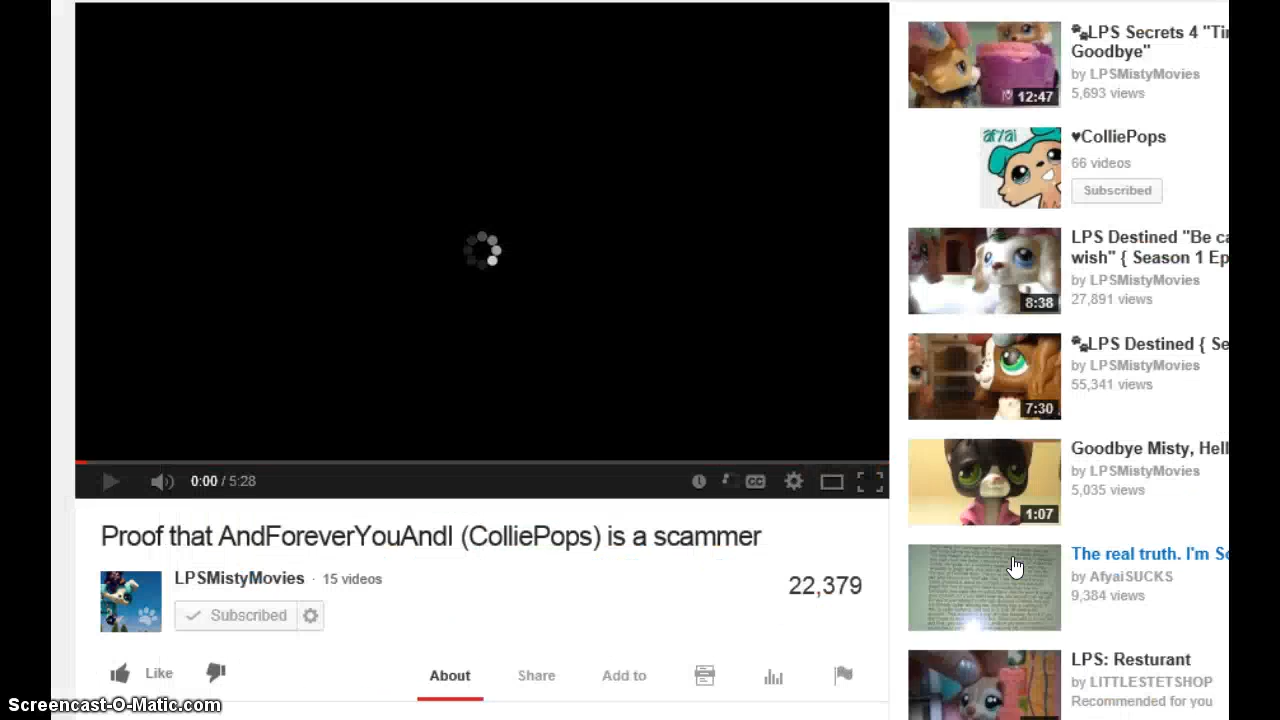 🐾LPS Secrets 4 "Ti
Goodbye"
by LPSMistyMovies
5,693 views
12:47
afyai
♥ColliePops
66 videos
Subscribed
LPS Destined "Be ca
wish" { Season 1 Ep
by LPSMistyMovies
27,891 views
8:38
🐾LPS Destined { Se
by LPSMistyMovies
55,341 views
7:30
Goodbye Misty, Hell
by LPSMistyMovies
5,035 views
1:07
The real truth. I'm So
by AfyaiSUCKS
9,384 views
LPS: Resturant
by LITTLESTETSHOP
Recommended for you
0:00 / 5:28
CC
Proof that AndForeverYouAndI (ColliePops) is a scammer
LPSMistyMovies · 15 videos
Subscribed
22,379
Like
About
Share
Add to
Screencast-O-Matic.com